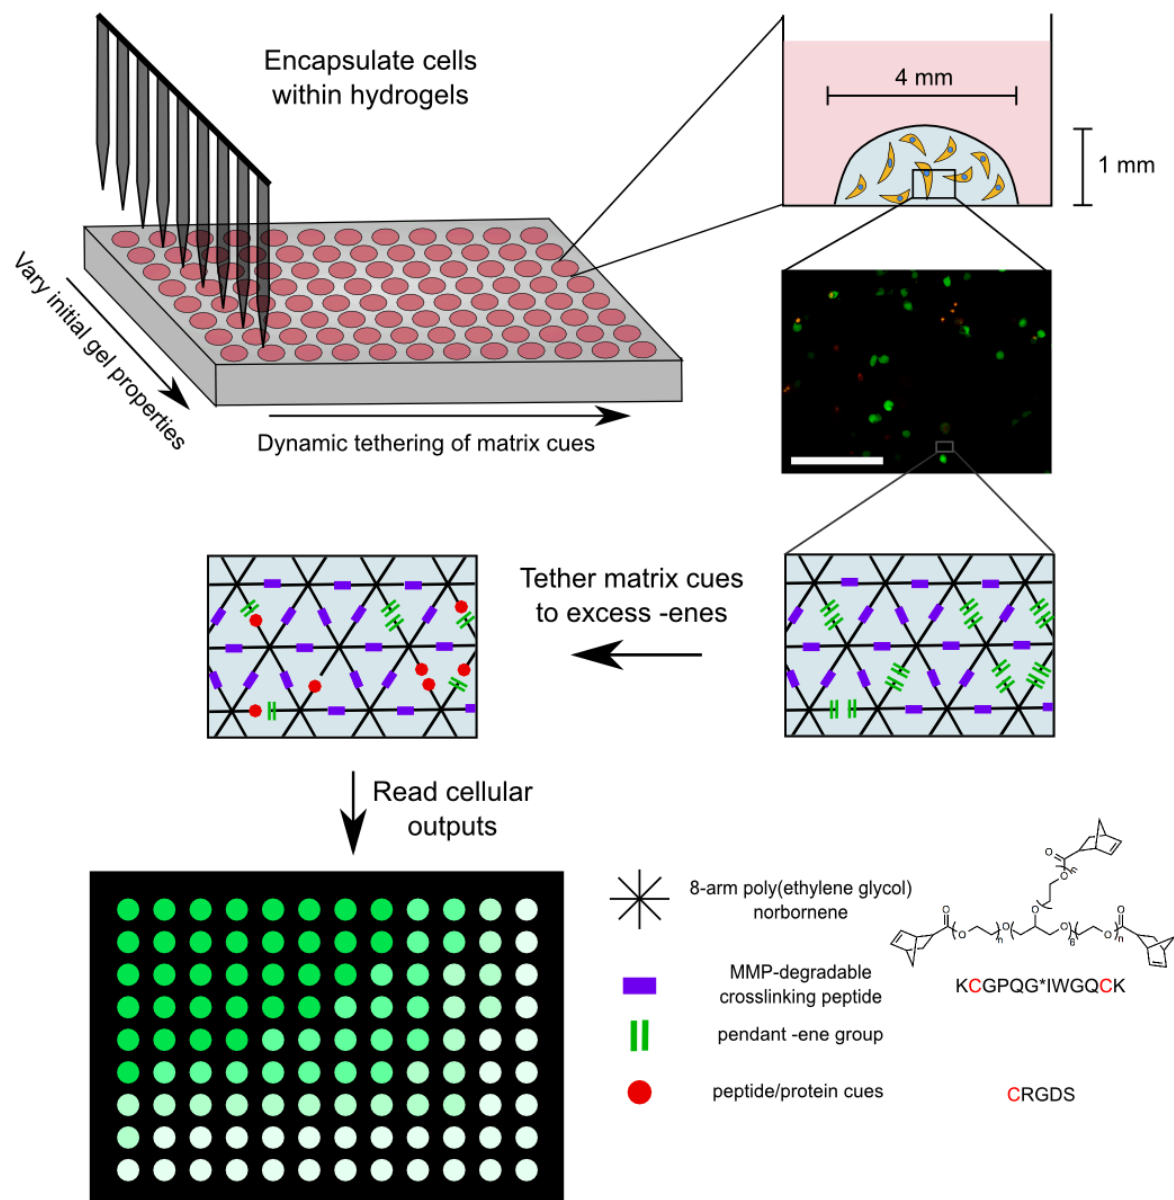 Encapsulate cells
within hydrogels
4 mm
1 mm
Vary initial gel properties
Dynamic tethering of matrix cues
Tether matrix cues
to excess -enes
Read cellular
outputs
8-arm poly(ethylene glycol)
norbornene
MMP-degradable
crosslinking peptide
KCGPQG*IWGQCK
pendant -ene group
peptide/protein cues
CRGDS
O
O
n
O
O
O
O
n
O
O
6
O
n
O
O